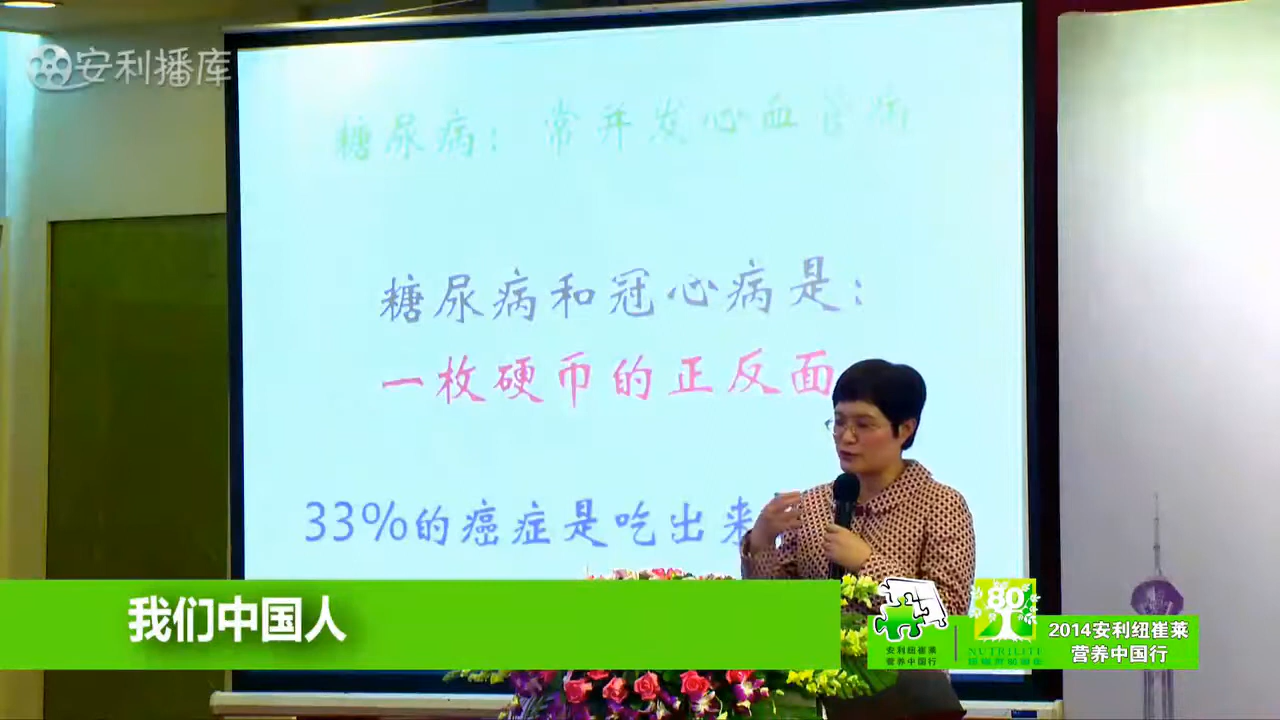 安利播库
糖尿病：常并发心血管病
糖尿病和冠心病是：
一枚硬币的正反面
33%的癌症是吃出来
我们中国人
安利纽崔莱
营养中国行
80
NUTRILITE
2014安利纽崔莱
营养中国行